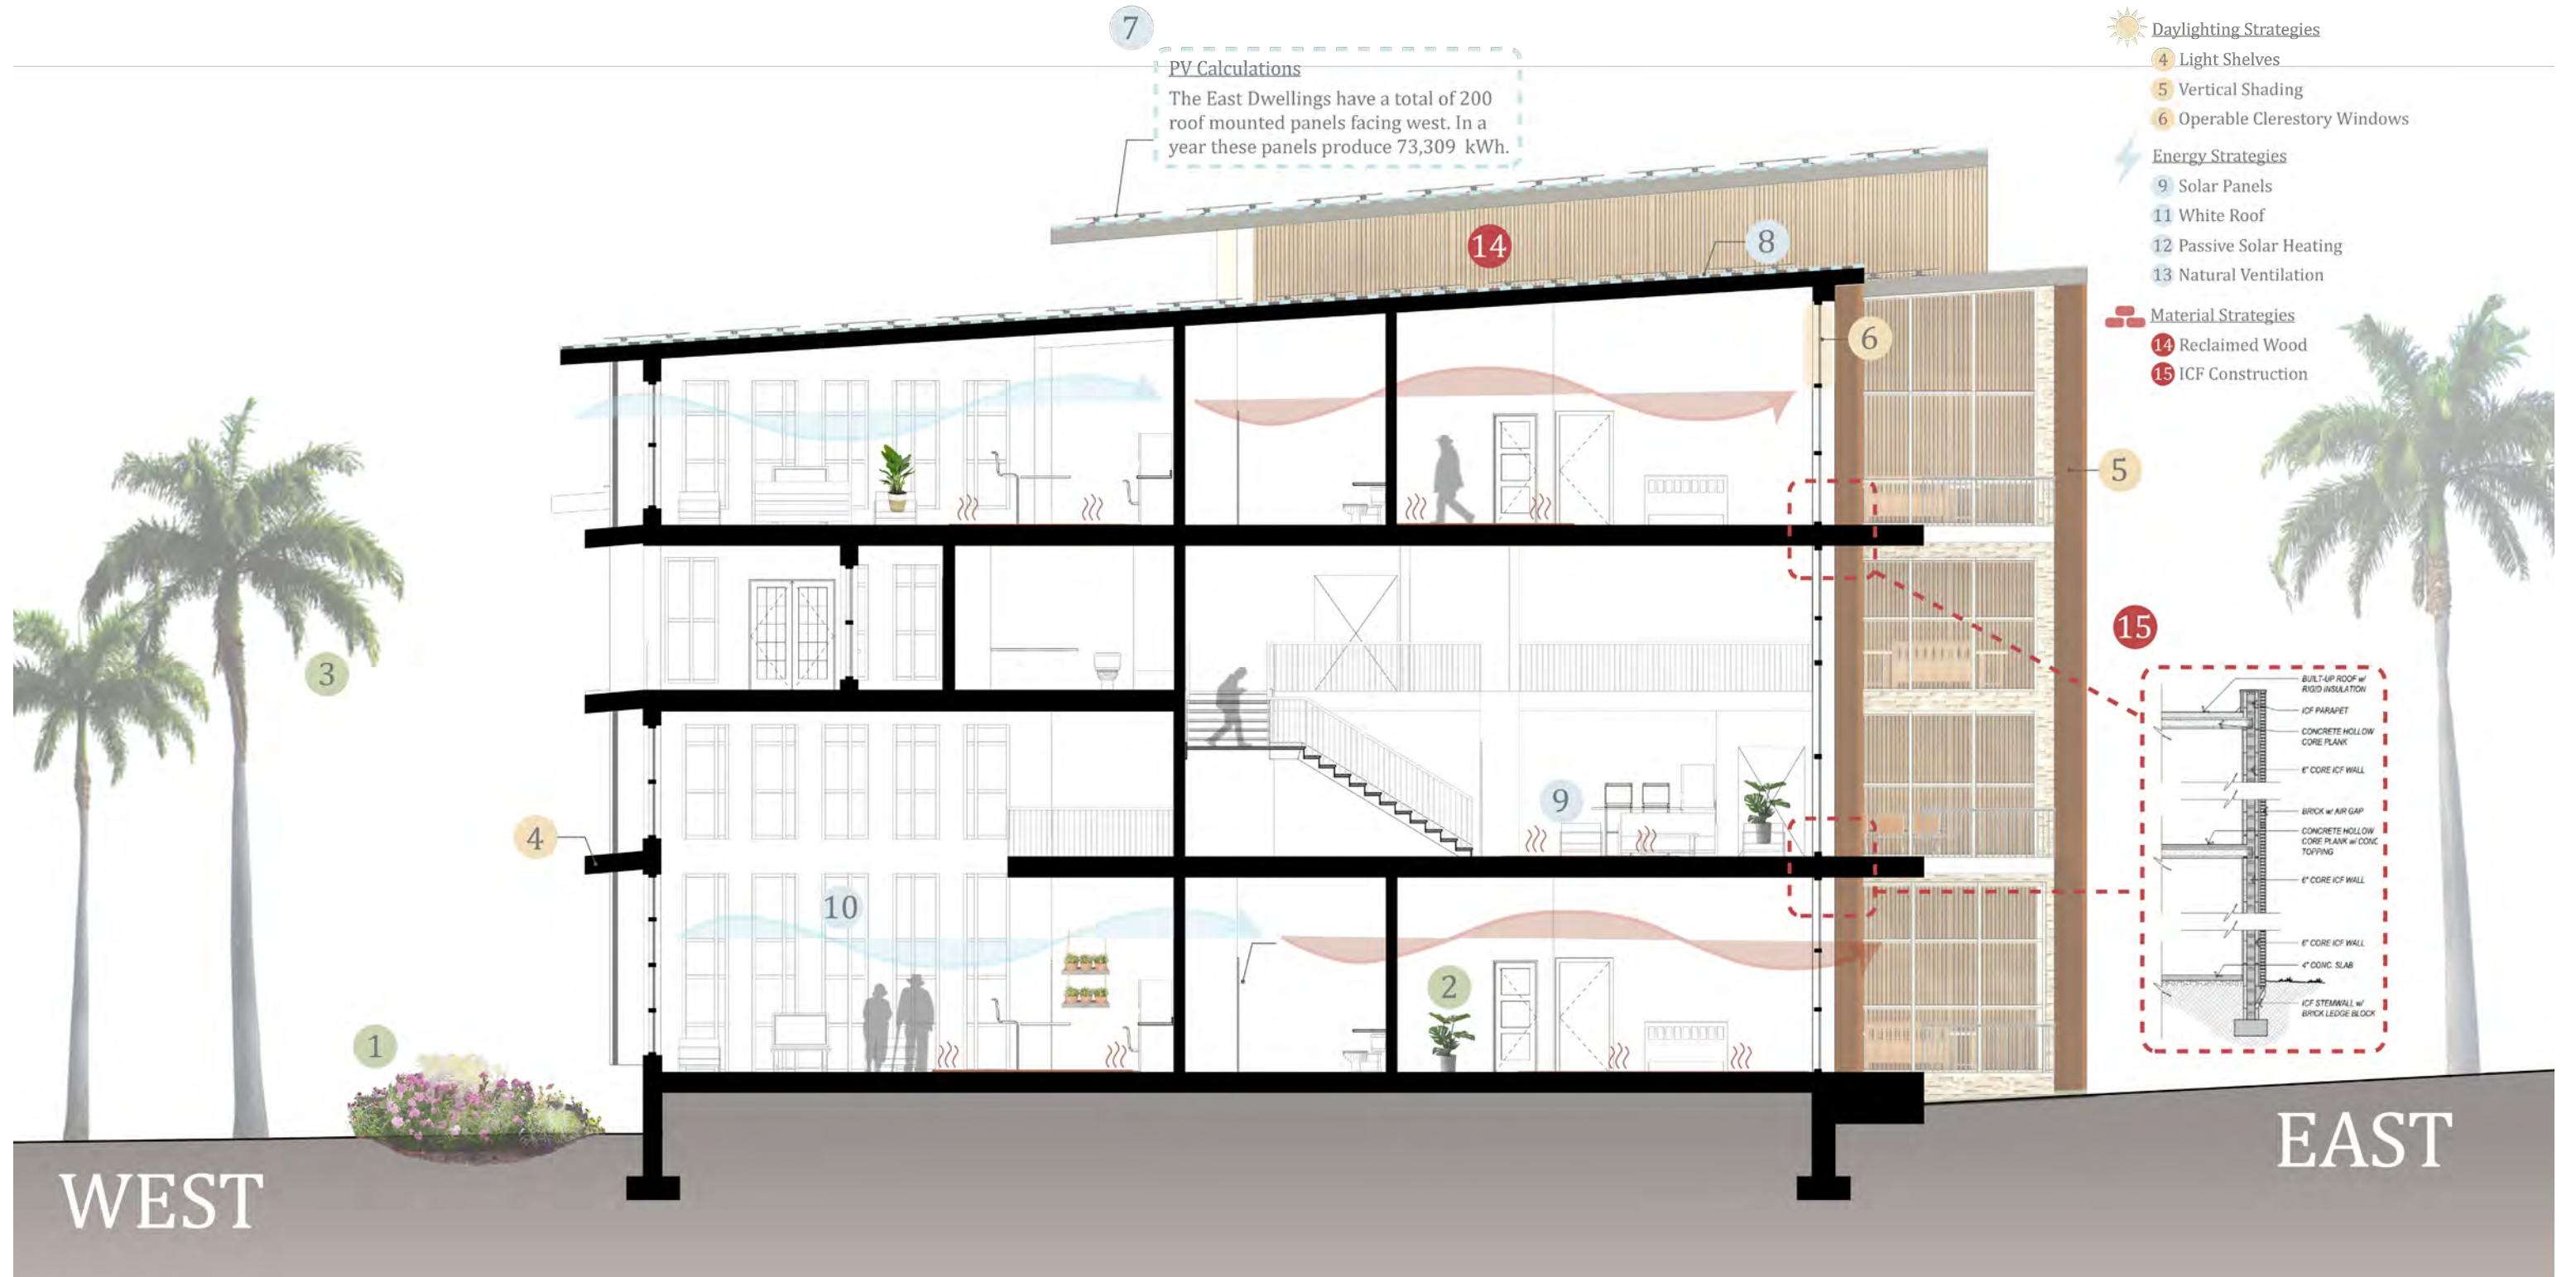 7
PV Calculations
The East Dwellings have a total of 200
roof mounted panels facing west. In a
year these panels produce 73,309 kWh.
Daylighting Strategies
4 Light Shelves
5 Vertical Shading
6 Operable Clerestory Windows
Energy Strategies
9 Solar Panels
11 White Roof
12 Passive Solar Heating
13 Natural Ventilation
Material Strategies
14 Reclaimed Wood
15 ICF Construction
14
8
6
5
3
15
4
9
10
2
1
BUILT-UP ROOF w/
RIGID INSULATION
ICF PARAPET
CONCRETE HOLLOW
CORE PLANK
6" CORE ICF WALL
BRICK w/ AIR GAP
CONCRETE HOLLOW
CORE PLANK w/ CONC
TOPPING
6" CORE ICF WALL
6" CORE ICF WALL
4" CONC. SLAB
ICF STEMWALL w/
BRICK LEDGE BLOCK
WEST
EAST